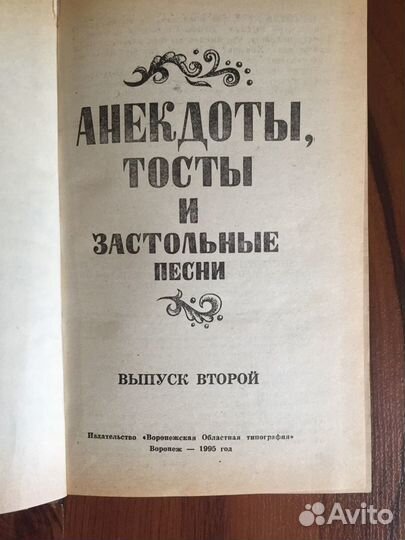 АНЕКДОТЫ,
ТОСТЫ
И
ЗАСТОЛЬНЫЕ
ПЕСНИ
ВЫПУСК ВТОРОЙ
Издательство «Воронежская Областная типография»
Воронеж — 1995 год
Avito